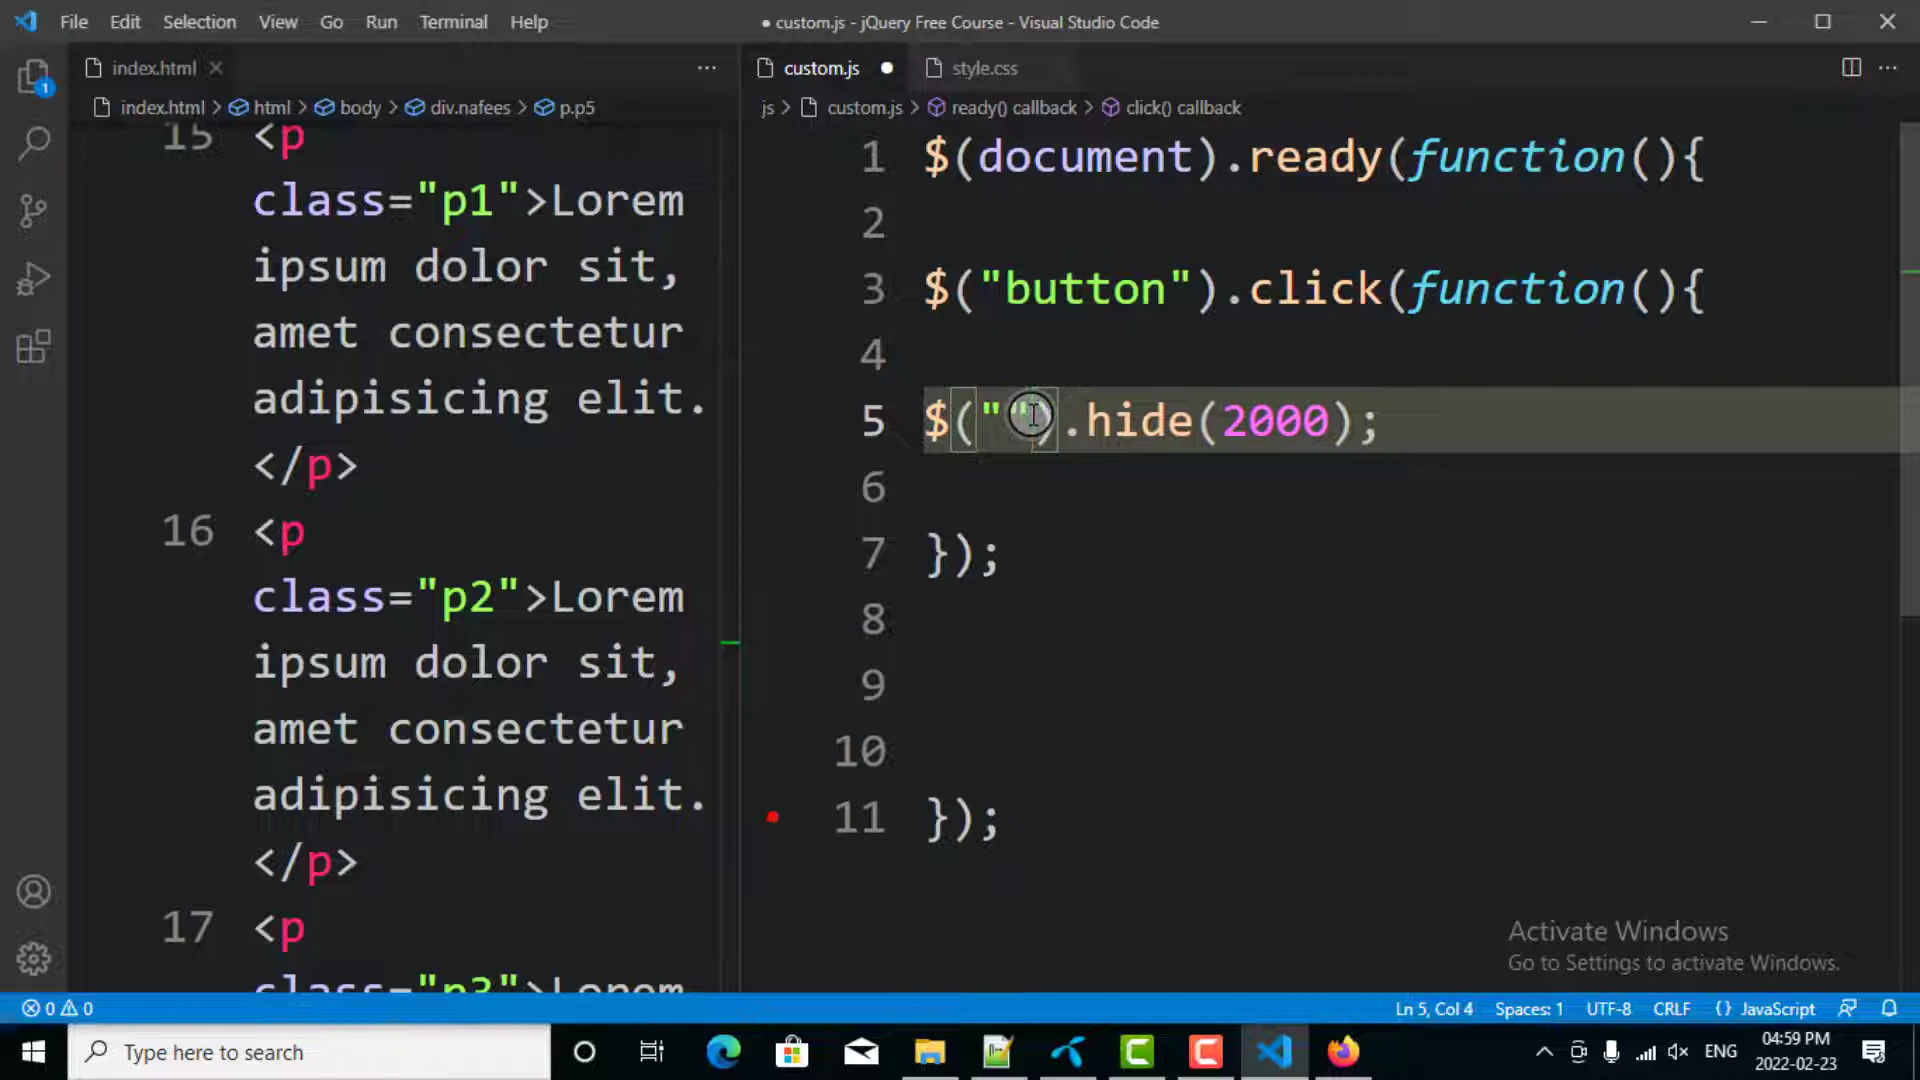 File Edit Selection View Go Run Terminal Help
● custom.js - jQuery Free Course - Visual Studio Code
index.html
custom.js
style.css
index.html > html > body > div.nafees > p.p5
js > custom.js > ready() callback > click() callback
15 <p
class="p1">Lorem
ipsum dolor sit,
amet consectetur
adipisicing elit.
</p>
16 <p
class="p2">Lorem
ipsum dolor sit,
amet consectetur
adipisicing elit.
</p>
17 <p
class="p3">Lorem
1 $(document).ready(function(){
2
3 $("button").click(function(){
4
5 $("").hide(2000);
6
7 });
8
9
10
11 });
1
Activate Windows
Go to Settings to activate Windows.
0 0
Ln 5, Col 4 Spaces: 1 UTF-8 CRLF {} JavaScript
Type here to search
ENG
04:59 PM
2022-02-23